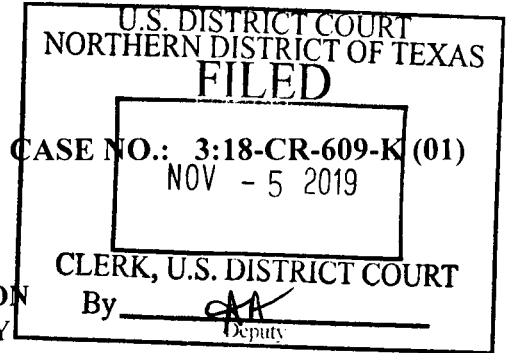 U.S. DISTRICT COURT
NORTHERN DISTRICT OF TEXAS
FILED
CASE NO.: 3:18-CR-609-K (01)
NOV - 5 2019
CLERK, U.S. DISTRICT COURT
ON By
Y Deputy